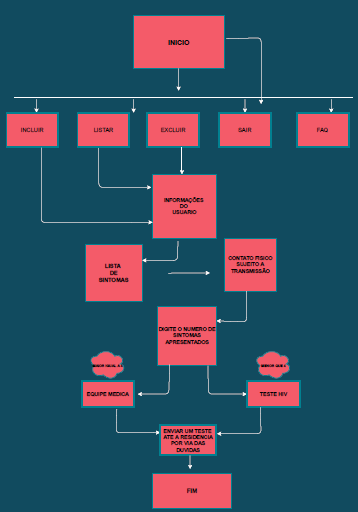 INICIO
INCLUIR
LISTAR
EXCLUIR
SAIR
FAQ
INFORMAÇÕES
DO
USUARIO
LISTA
DE
SINTOMAS
CONTATO FISICO
SUJEITO A
TRANSMISSÃO
DIGITE O NUMERO DE
SINTOMAS
APRESENTADOS
EQUIPE MEDICA
TESTE HIV
ENVIAR UM TESTE
ATE A RESIDENCIA
POR VIA DAS
DUVIDAS
FIM